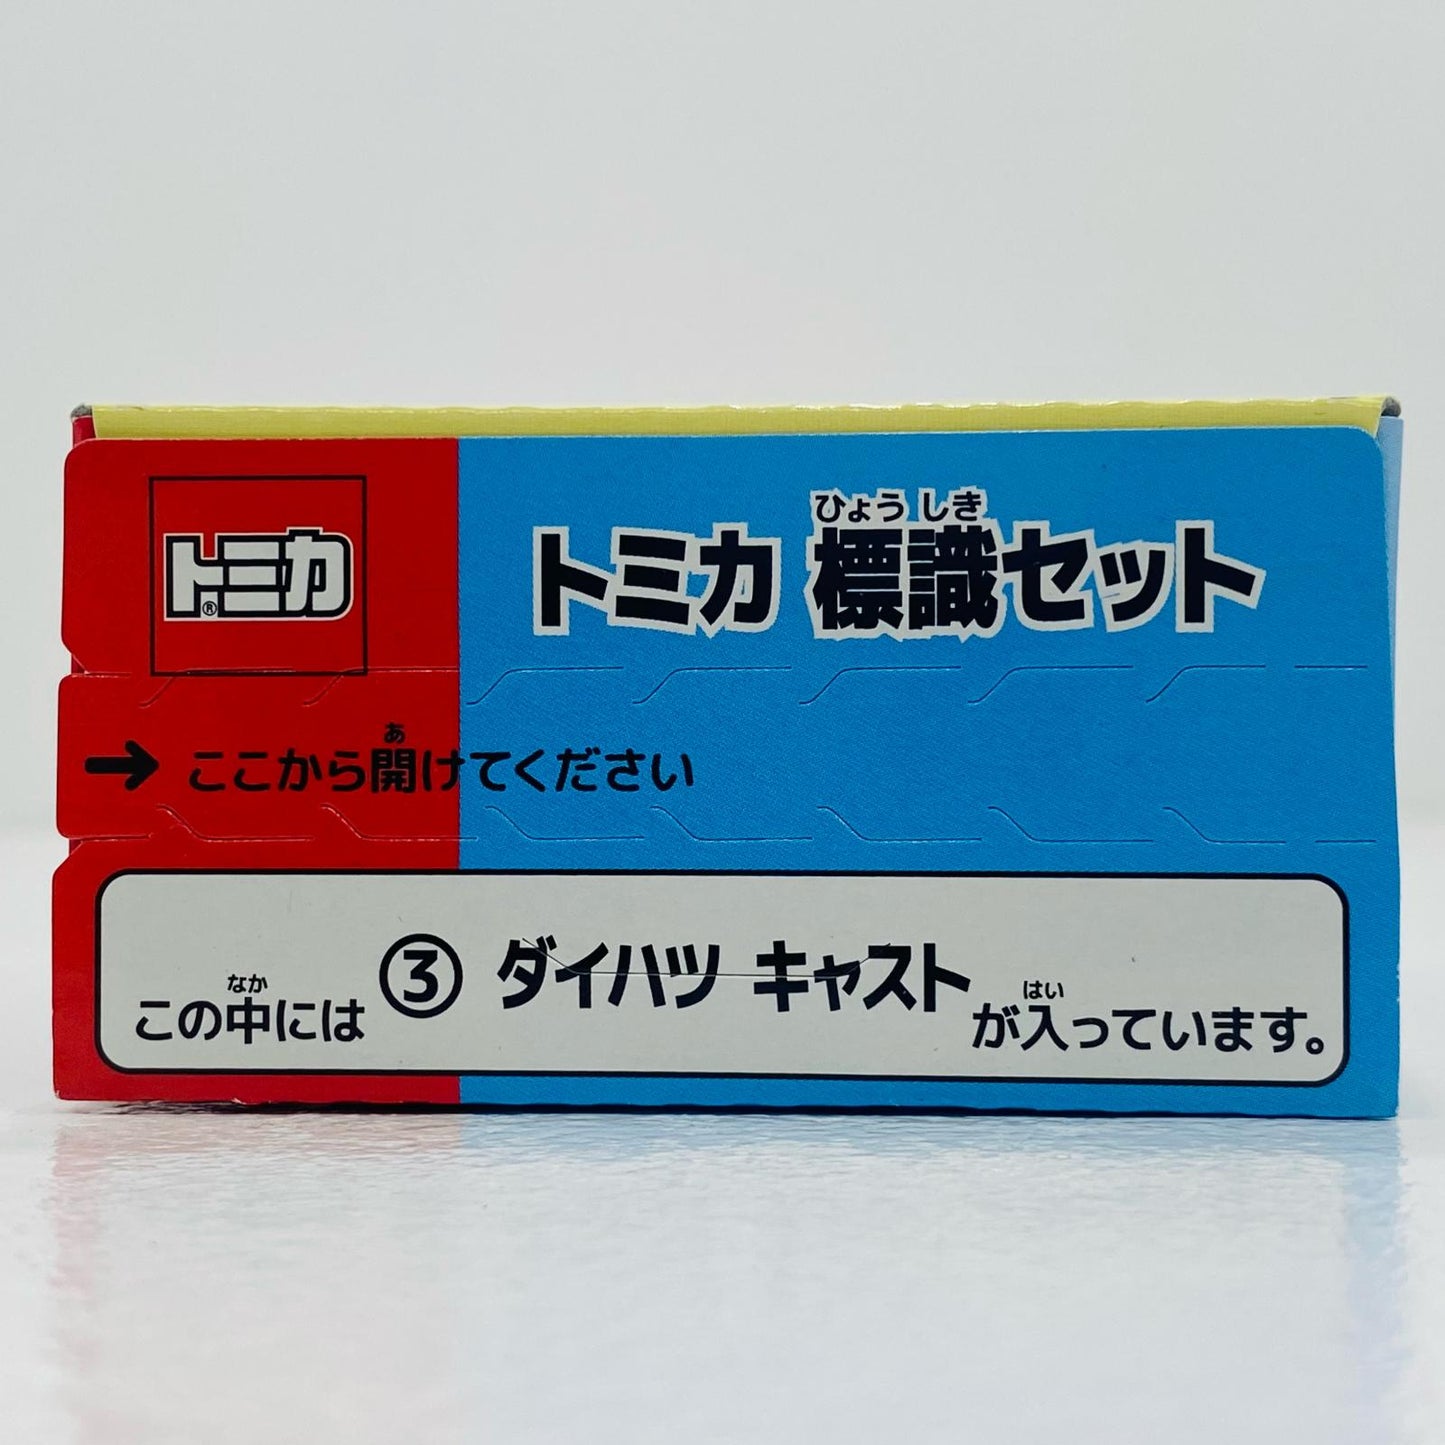 トミカ®
ひょう しき
トミカ 標識セット
あ
→ ここから開けてください
なか
はい
この中には ③ ダイハツ キャスト が入っています。